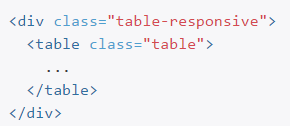 <div class="table-responsive">
  <table class="table">
    ...
  </table>
</div>